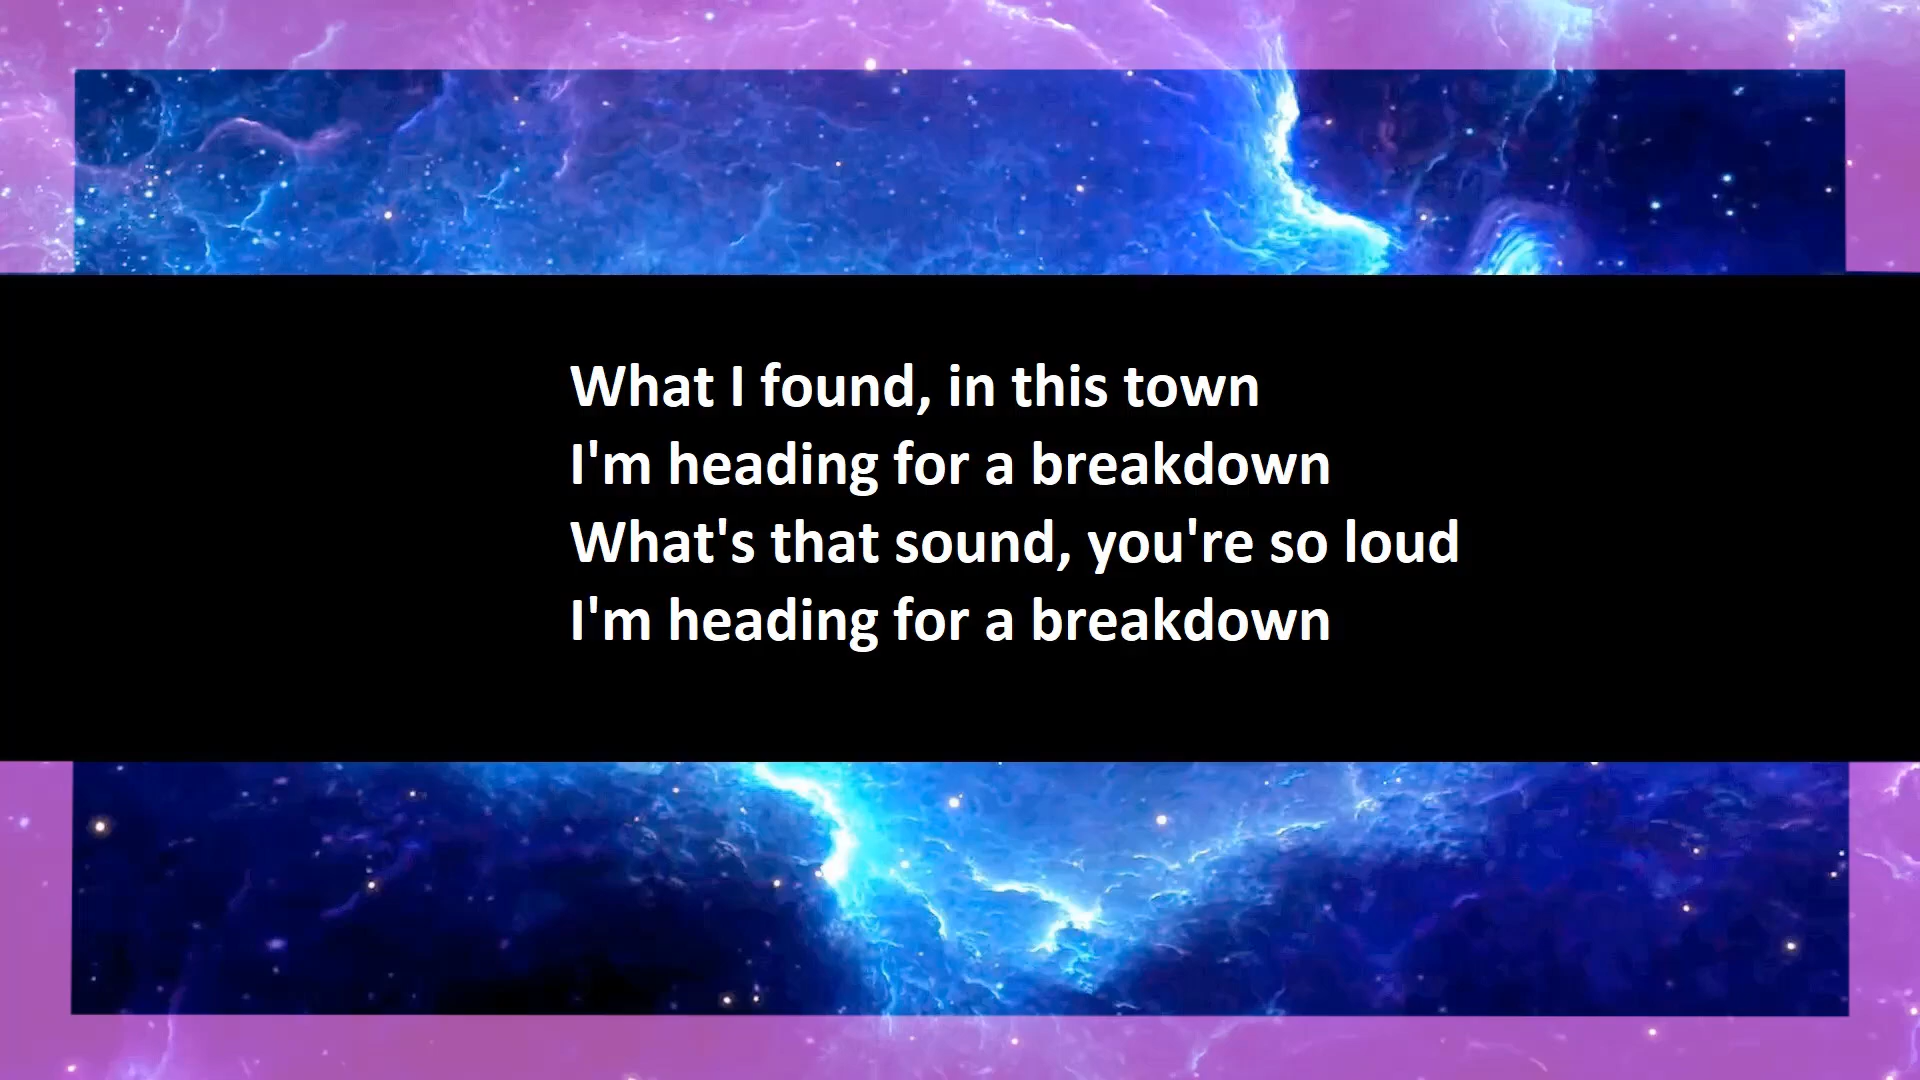 What I found, in this town
I'm heading for a breakdown
What's that sound, you're so loud
I'm heading for a breakdown